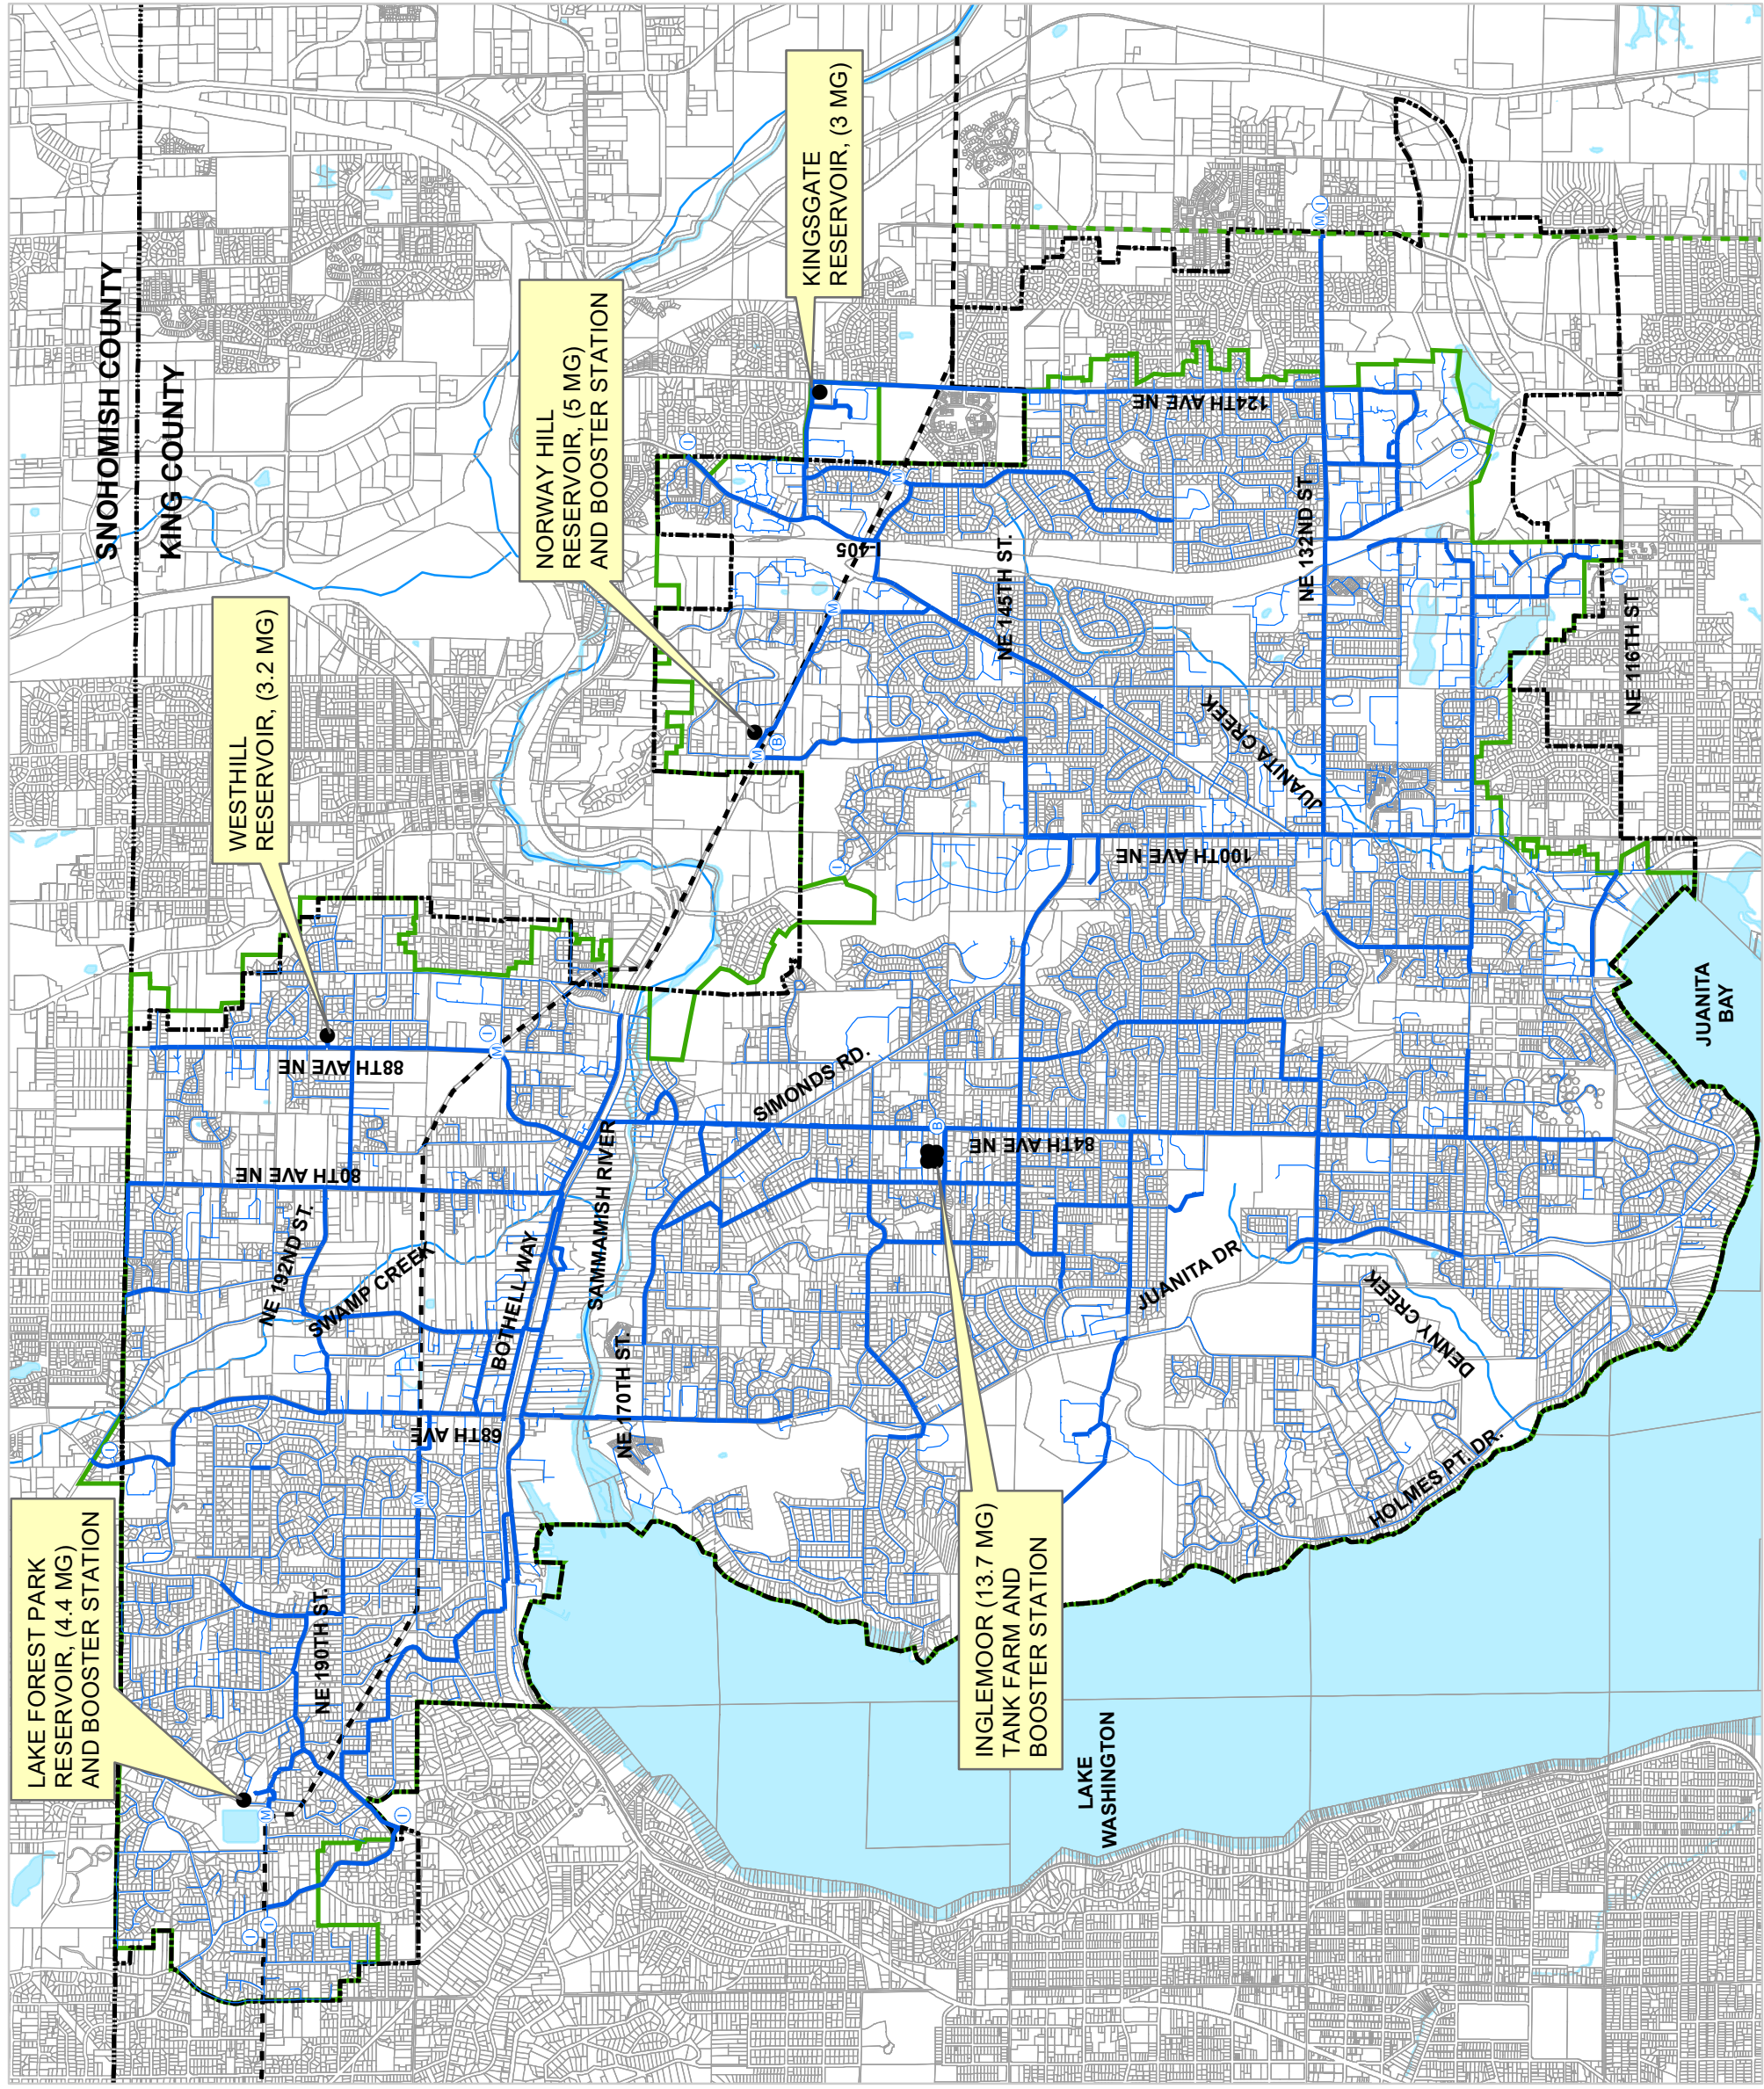 SNOHOMISH COUNTY
KING COUNTY
LAKE FOREST PARK
RESERVOIR, (4.4 MG)
AND BOOSTER STATION
WESTHILL
RESERVOIR, (3.2 MG)
NORWAY HILL
RESERVOIR, (5 MG)
AND BOOSTER STATION
KINGSGATE
RESERVOIR, (3 MG)
INGLEMOOR (13.7 MG)
TANK FARM AND
BOOSTER STATION
NE 190TH ST.
NE 192ND ST.
SWAMP CREEK
68TH AVE
80TH AVE NE
88TH AVE NE
BOTHELL WAY
SAMMAMISH RIVER
NE 170TH ST.
SIMONDS RD.
84TH AVE NE
JUANITA DR
DENNY CREEK
HOLMES PT. DR.
100TH AVE NE
JUANITA CREEK
I-405
NE 145TH ST.
NE 132ND ST
124TH AVE NE
NE 116TH ST
JUANITA
BAY
LAKE
WASHINGTON
M
I
I
I
M
I
M
I
B
I
M
B
M
M
I
M
I
I
I